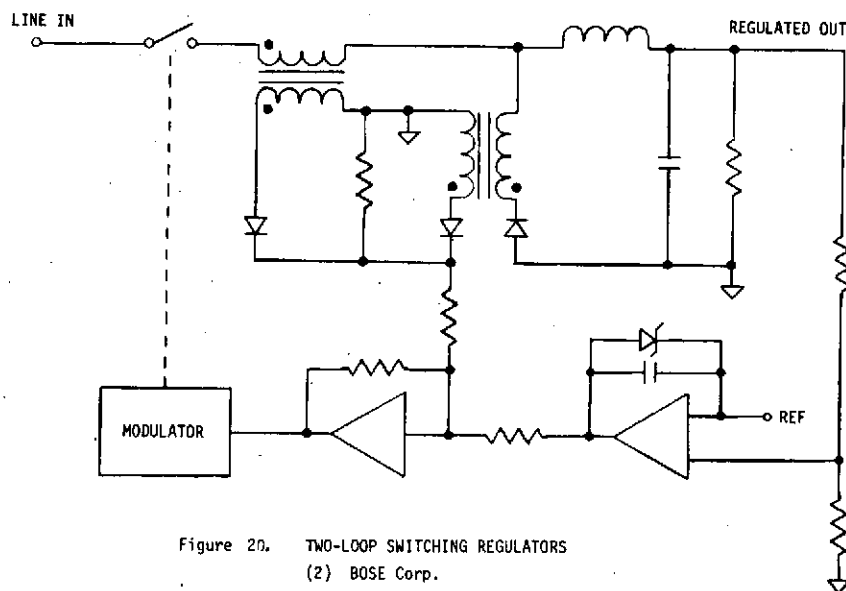 LINE IN
REGULATED OUT
MODULATOR
REF
Figure 20. TWO-LOOP SWITCHING REGULATORS
(2) BOSE Corp.